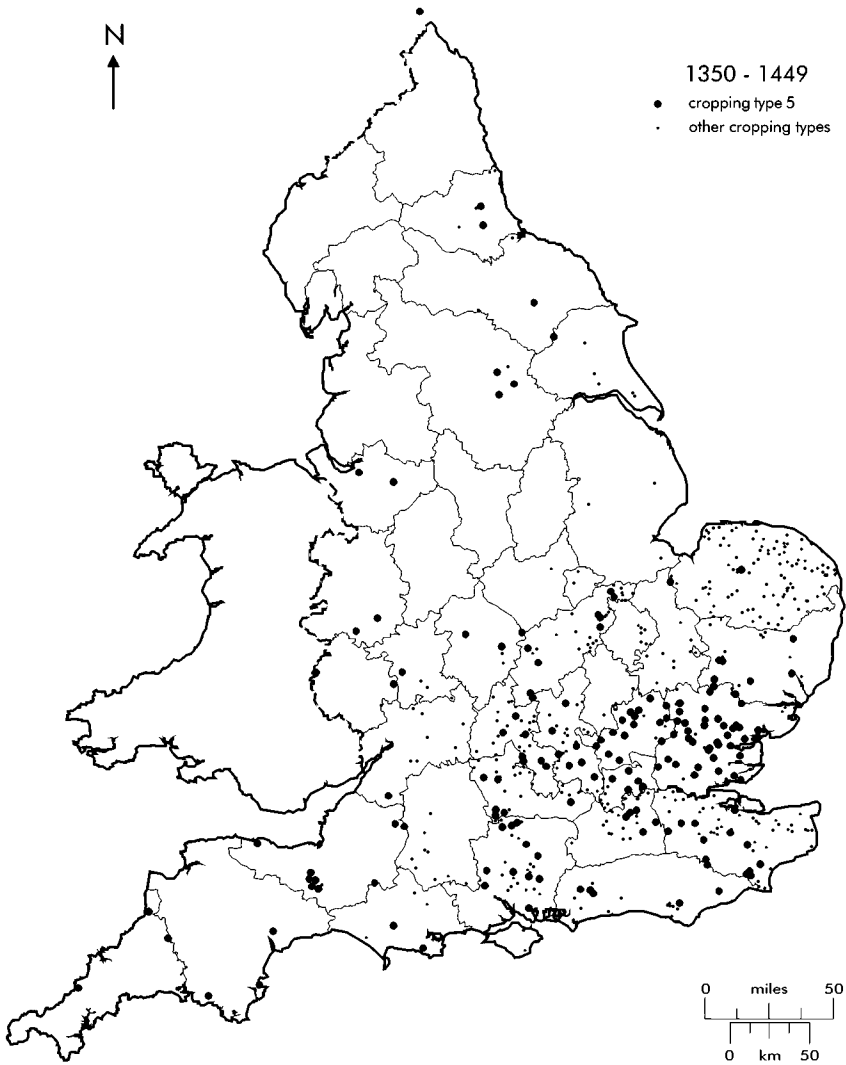 N
1350 - 1449
cropping type 5
other cropping types
0 miles 50
0 km 50